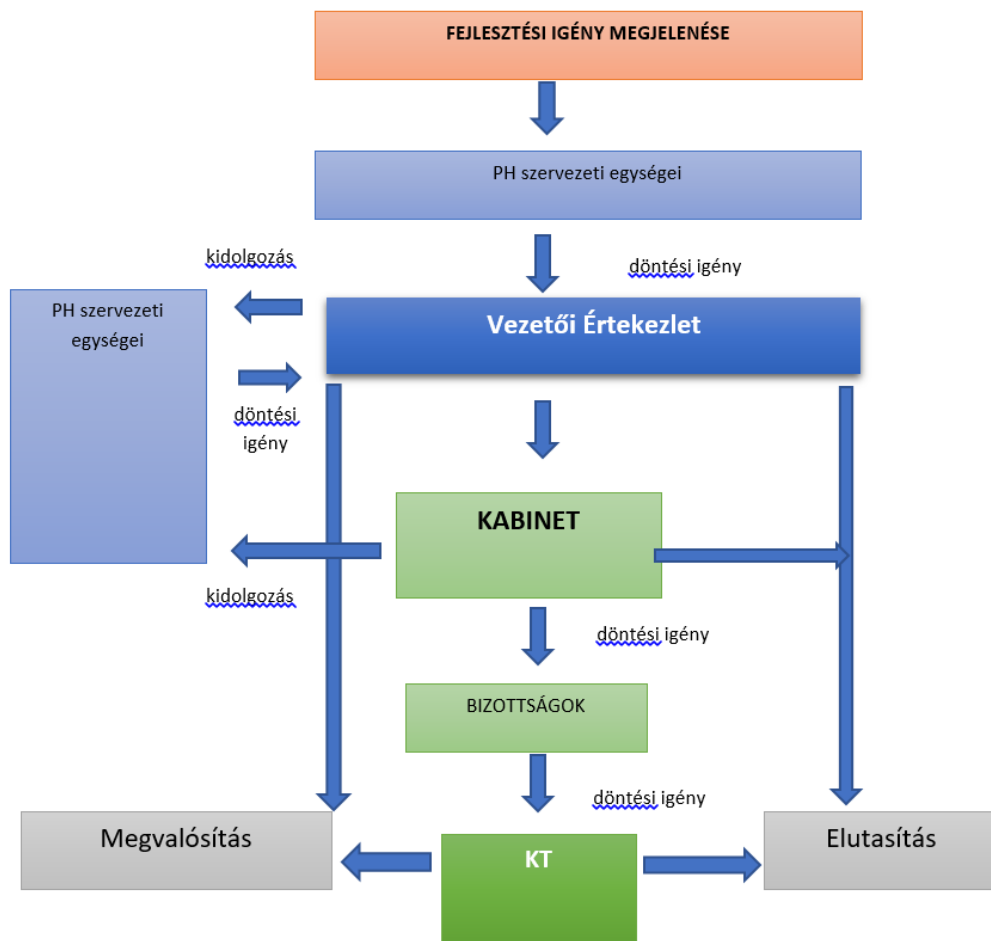 FEJLESZTÉSI IGÉNY MEGJELENÉSE
PH szervezeti egységei
kidolgozás
döntési igény
PH szervezeti
egységei
Vezetői Értekezlet
döntési
igény
KABINET
kidolgozás
döntési igény
BIZOTTSÁGOK
döntési igény
Megvalósítás
KT
Elutasítás